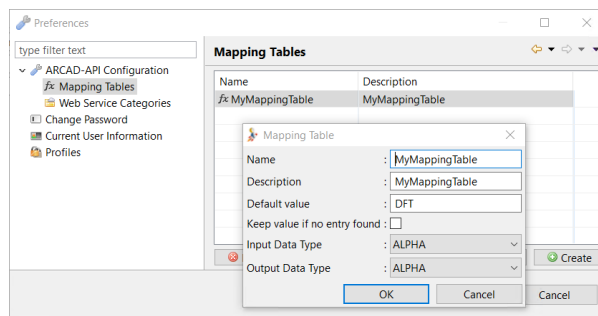 Preferences
type filter text
Mapping Tables
ARCAD-API Configuration
fx Mapping Tables
Web Service Categories
Change Password
Current User Information
Profiles
Name Description
fx MyMappingTable MyMappingTable
Mapping Table
Name : MyMappingTable
Description : MyMappingTable
Default value : DFT
Keep value if no entry found :
Input Data Type : ALPHA
Output Data Type : ALPHA
Create
OK Cancel
Cancel